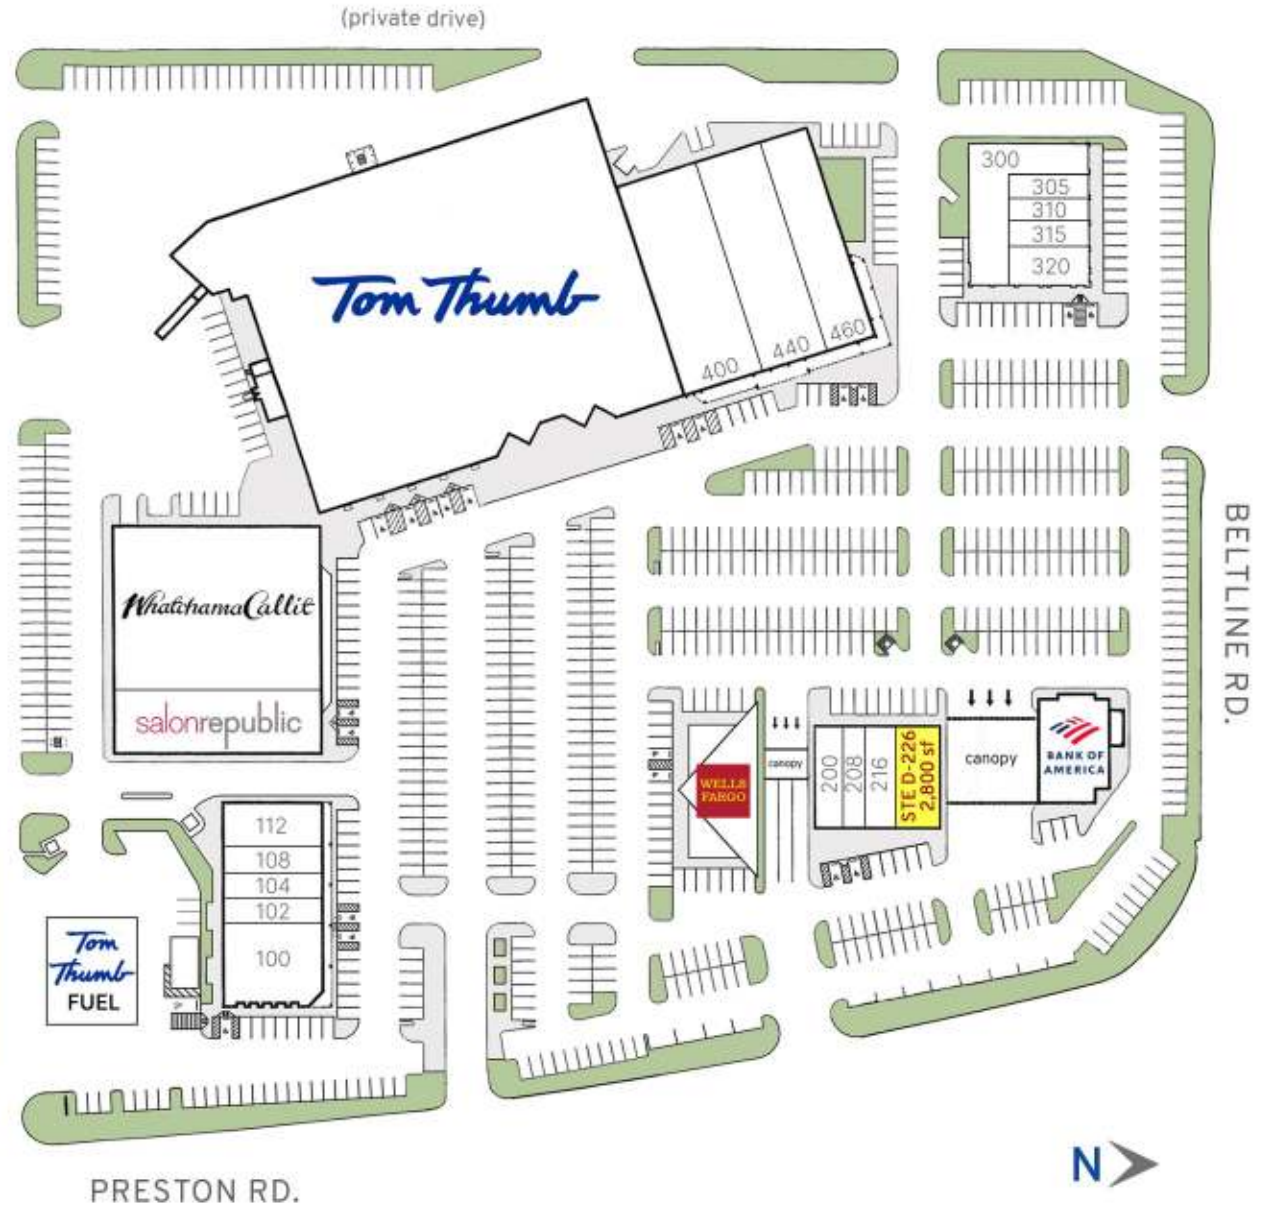 (private drive)
300
305
310
315
320
Tom Thumb
400
440
460
WhatchamaCallit
salonrepublic
BELTLINE RD.
WELLS
FARGO
canopy
200
208
216
STE D-226
2,800 sf
canopy
BANK OF
AMERICA
112
108
104
102
100
Tom
Thumb
FUEL
PRESTON RD.
N